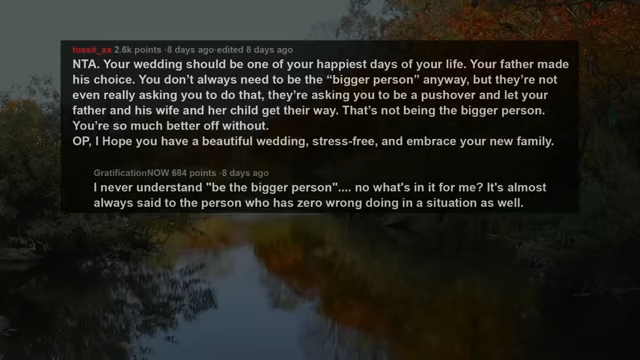 tossit_xx 2.6k points ·8 days ago·edited 8 days ago
NTA. Your wedding should be one of your happiest days of your life. Your father made
his choice. You don’t always need to be the “bigger person” anyway, but they’re not
even really asking you to do that, they’re asking you to be a pushover and let your
father and his wife and her child get their way. That’s not being the bigger person.
You’re so much better off without.
OP, I Hope you have a beautiful wedding, stress-free, and embrace your new family.
GratificationNOW 684 points ·8 days ago
I never understand "be the bigger person".... no what's in it for me? It's almost
always said to the person who has zero wrong doing in a situation as well.